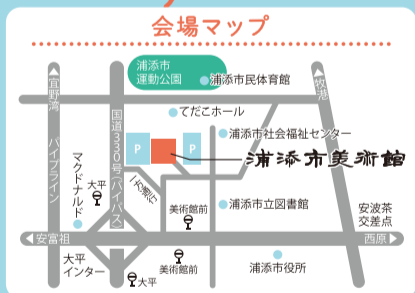 会場マップ
浦添市
運動公園
浦添市民体育館
宜野湾
牧港
てだこホール
国道330号(バイパス)
パイプライン
P
P
浦添市社会福祉センター
浦添市美術館
マクドナルド
大平
一方通行
美術館前
浦添市立図書館
安波茶
交差点
安富祖
西原
大平
インター
大平
美術館前
浦添市役所